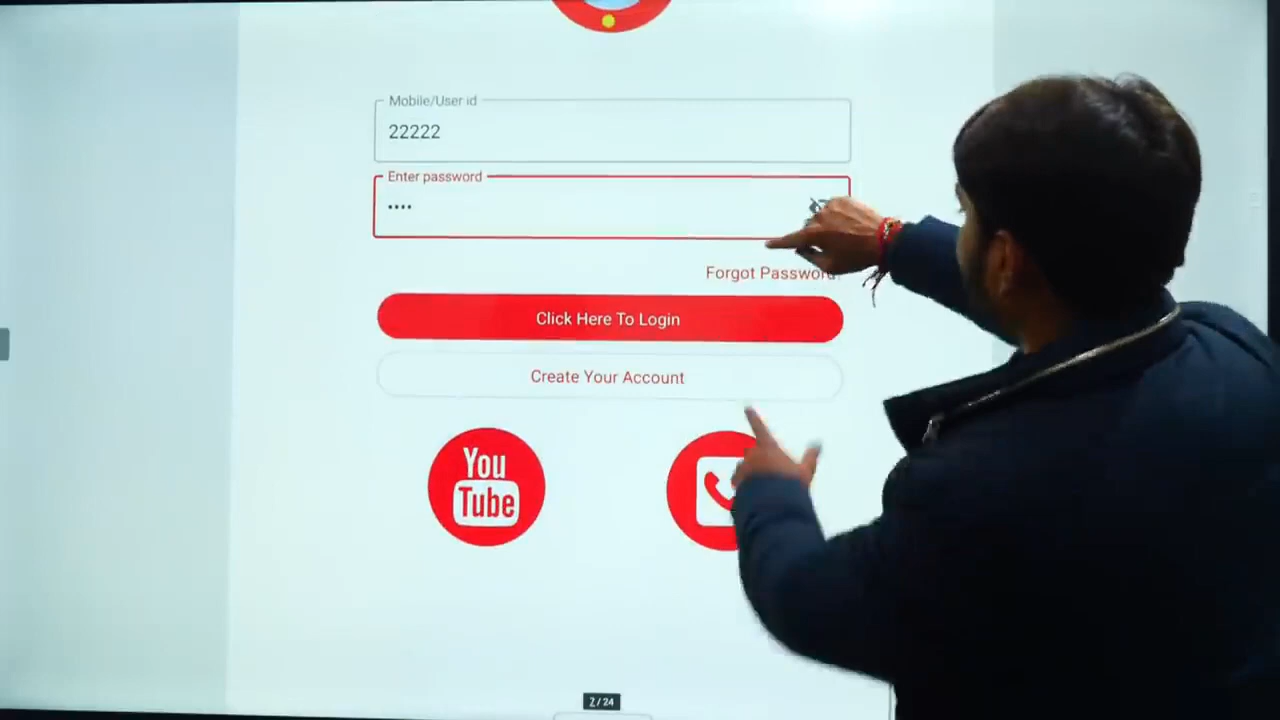 Mobile/User id
22222
Enter password
••••
Forgot Password
Click Here To Login
Create Your Account
You
Tube
2/24